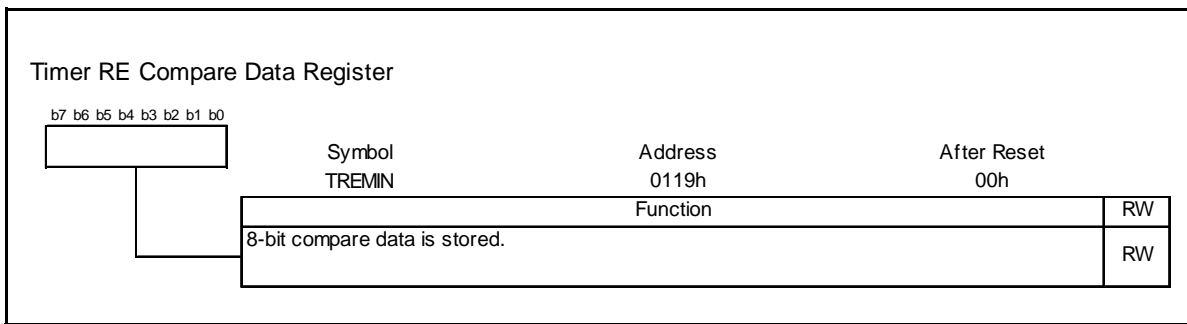 Timer RE Compare Data Register
b7 b6 b5 b4 b3 b2 b1 b0
Symbol Address After Reset
TREMIN 0119h 00h
Function RW
8-bit compare data is stored. RW